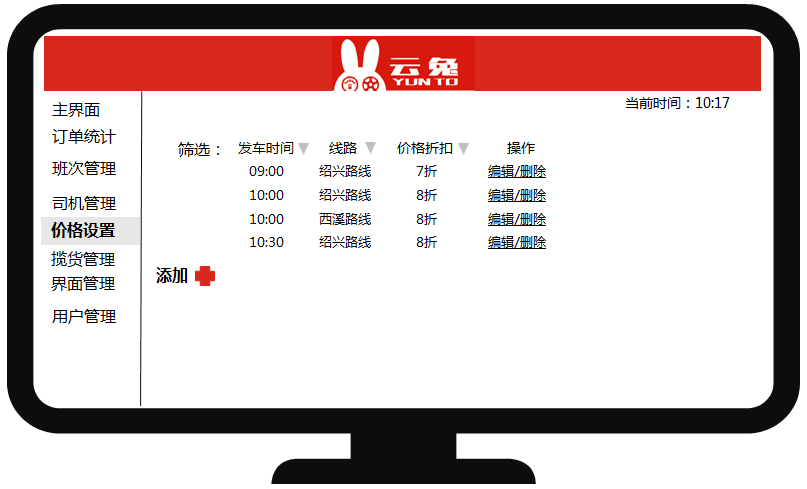 云兔
YUNTU
当前时间：10:17
主界面
订单统计
班次管理
司机管理
价格设置
揽货管理
界面管理
用户管理
筛选： 发车时间 线路 价格折扣 操作
09:00 绍兴路线 7折 编辑/删除
10:00 绍兴路线 8折 编辑/删除
10:00 西溪路线 8折 编辑/删除
10:30 绍兴路线 8折 编辑/删除
添加